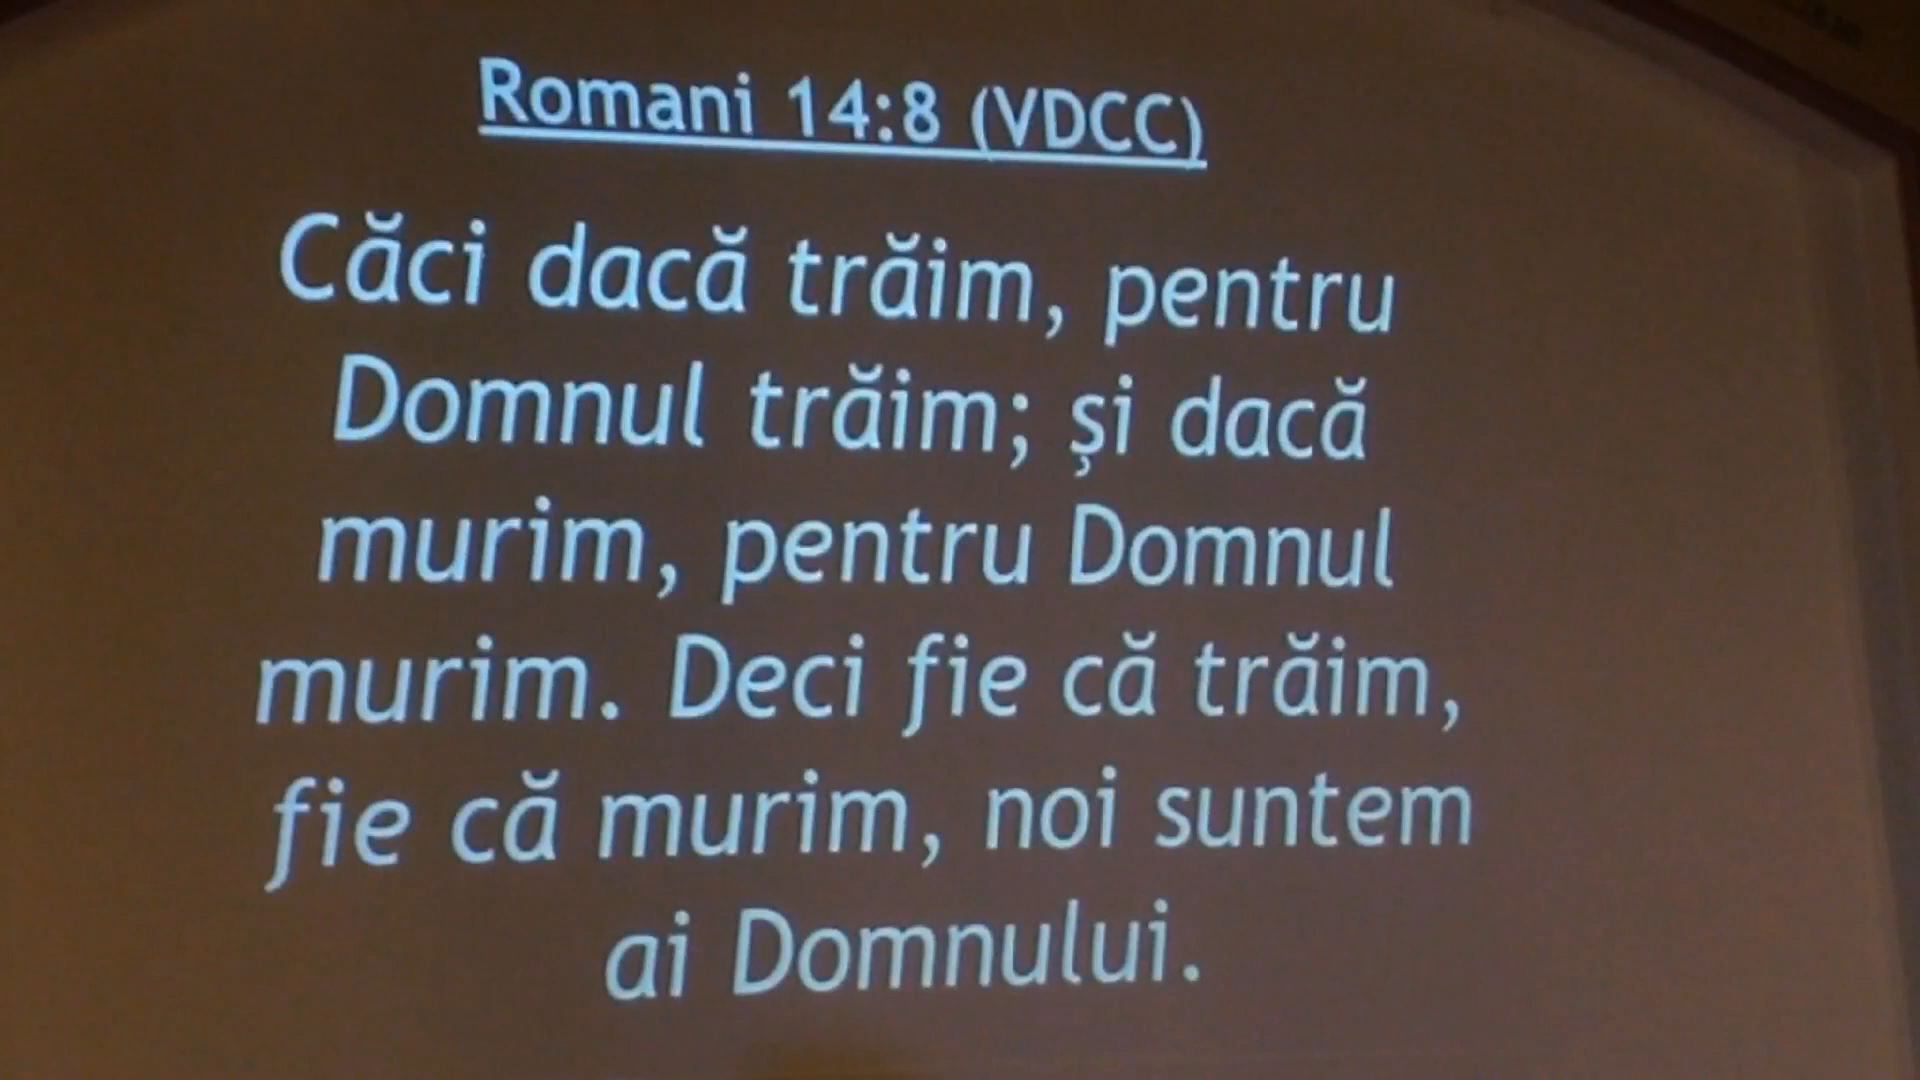 Romani 14:8 (VDCC)
Căci dacă trăim, pentru
Domnul trăim; și dacă
murim, pentru Domnul
murim. Deci fie că trăim,
fie că murim, noi suntem
ai Domnului.